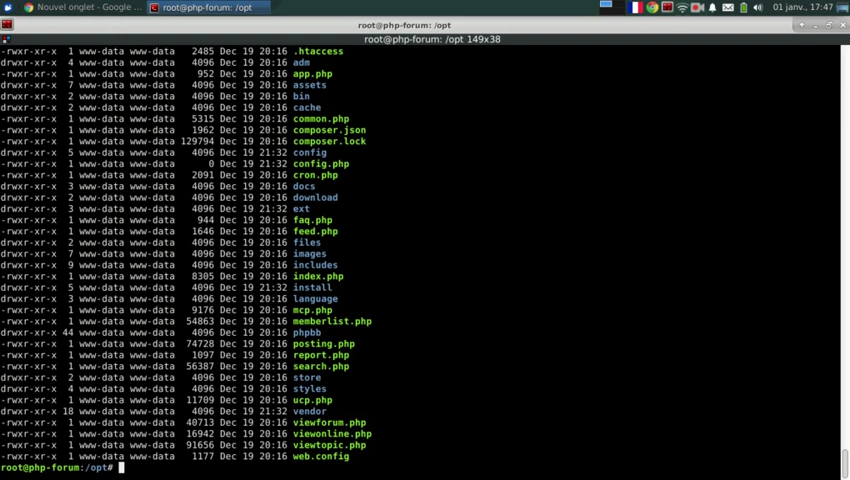 Nouvel onglet - Google ...
root@php-forum: /opt
01 janv., 17:47
root@php-forum: /opt
root@php-forum: /opt 149x38
-rwxr-xr-x 1 www-data www-data 2485 Dec 19 20:16 .htaccess
drwxr-xr-x 4 www-data www-data 4096 Dec 19 20:16 adm
-rwxr-xr-x 1 www-data www-data 952 Dec 19 20:16 app.php
drwxr-xr-x 7 www-data www-data 4096 Dec 19 20:16 assets
drwxr-xr-x 2 www-data www-data 4096 Dec 19 20:16 bin
drwxr-xr-x 2 www-data www-data 4096 Dec 19 20:16 cache
-rwxr-xr-x 1 www-data www-data 5315 Dec 19 20:16 common.php
-rwxr-xr-x 1 www-data www-data 1962 Dec 19 20:16 composer.json
-rwxr-xr-x 1 www-data www-data 129794 Dec 19 20:16 composer.lock
drwxr-xr-x 5 www-data www-data 4096 Dec 19 21:32 config
-rwxr-xr-x 1 www-data www-data 0 Dec 19 21:32 config.php
-rwxr-xr-x 1 www-data www-data 2091 Dec 19 20:16 cron.php
drwxr-xr-x 3 www-data www-data 4096 Dec 19 20:16 docs
drwxr-xr-x 2 www-data www-data 4096 Dec 19 20:16 download
drwxr-xr-x 3 www-data www-data 4096 Dec 19 21:32 ext
-rwxr-xr-x 1 www-data www-data 944 Dec 19 20:16 faq.php
-rwxr-xr-x 1 www-data www-data 1646 Dec 19 20:16 feed.php
drwxr-xr-x 2 www-data www-data 4096 Dec 19 20:16 files
drwxr-xr-x 7 www-data www-data 4096 Dec 19 20:16 images
drwxr-xr-x 9 www-data www-data 4096 Dec 19 20:16 includes
-rwxr-xr-x 1 www-data www-data 8305 Dec 19 20:16 index.php
drwxr-xr-x 5 www-data www-data 4096 Dec 19 21:32 install
drwxr-xr-x 3 www-data www-data 4096 Dec 19 20:16 language
-rwxr-xr-x 1 www-data www-data 9176 Dec 19 20:16 mcp.php
-rwxr-xr-x 1 www-data www-data 54863 Dec 19 20:16 memberlist.php
drwxr-xr-x 44 www-data www-data 4096 Dec 19 20:16 phpbb
-rwxr-xr-x 1 www-data www-data 74728 Dec 19 20:16 posting.php
-rwxr-xr-x 1 www-data www-data 1097 Dec 19 20:16 report.php
-rwxr-xr-x 1 www-data www-data 56387 Dec 19 20:16 search.php
drwxr-xr-x 2 www-data www-data 4096 Dec 19 20:16 store
drwxr-xr-x 4 www-data www-data 4096 Dec 19 20:16 styles
-rwxr-xr-x 1 www-data www-data 11709 Dec 19 20:16 ucp.php
drwxr-xr-x 18 www-data www-data 4096 Dec 19 21:32 vendor
-rwxr-xr-x 1 www-data www-data 40713 Dec 19 20:16 viewforum.php
-rwxr-xr-x 1 www-data www-data 16942 Dec 19 20:16 viewonline.php
-rwxr-xr-x 1 www-data www-data 91656 Dec 19 20:16 viewtopic.php
-rwxr-xr-x 1 www-data www-data 1177 Dec 19 20:16 web.config
root@php-forum:/opt#